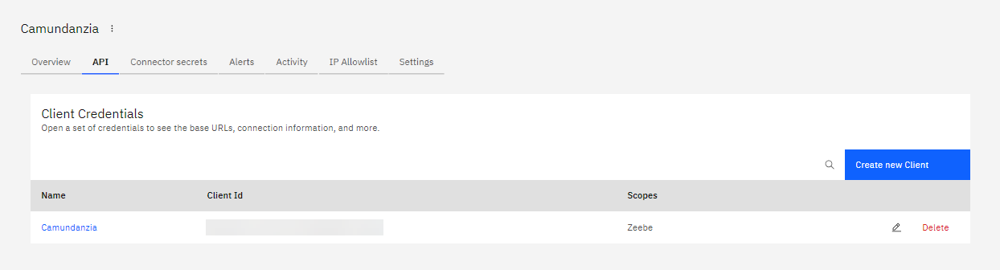 Camundanzia
Overview API Connector secrets Alerts Activity IP Allowlist Settings
Client Credentials
Open a set of credentials to see the base URLs, connection information, and more.
Create new Client
Name Client Id Scopes
Camundanzia Zeebe Delete